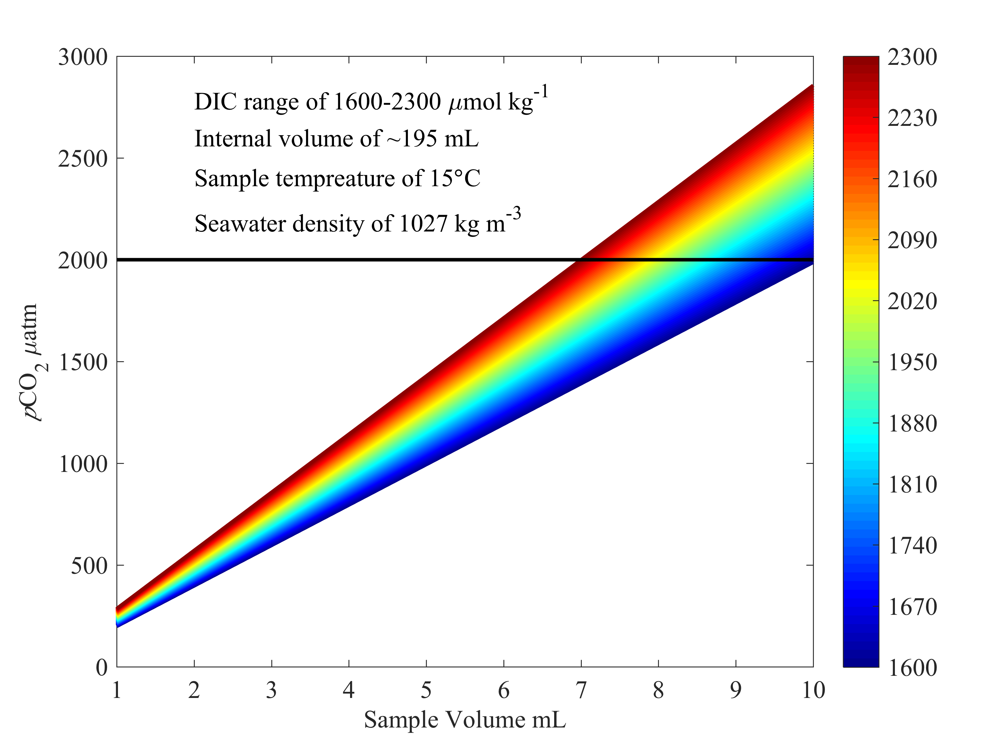 3000
2500
2000
1500
1000
500
0
pCO2 μatm
DIC range of 1600-2300 μmol kg-1
Internal volume of ~195 mL
Sample tempreature of 15°C
Seawater density of 1027 kg m-3
1 2 3 4 5 6 7 8 9 10
Sample Volume mL
2300
2230
2160
2090
2020
1950
1880
1810
1740
1670
1600